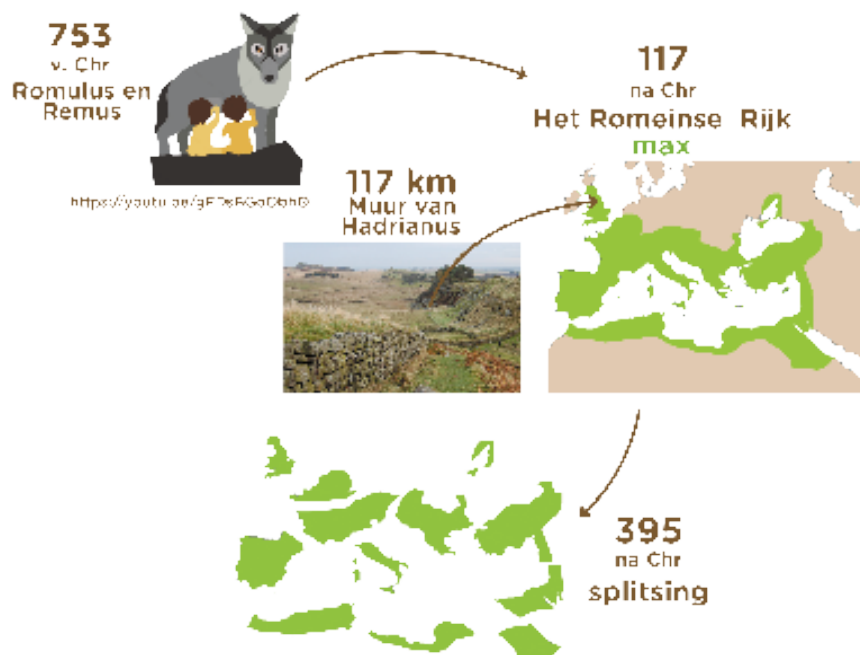 753
v. Chr
Romulus en
Remus
117
na Chr
Het Romeinse Rijk
max
117 km
Muur van
Hadrianus
395
na Chr
splitsing